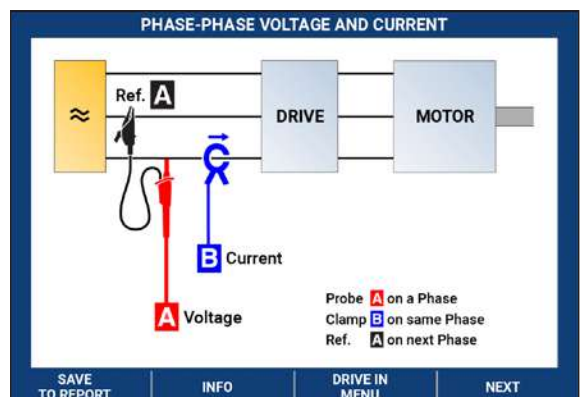 PHASE-PHASE VOLTAGE AND CURRENT
≈
Ref. A
DRIVE
MOTOR
B Current
A Voltage
Probe A on a Phase
Clamp B on same Phase
Ref. A on next Phase
SAVE
TO REPORT
INFO
DRIVE IN
MENU
NEXT